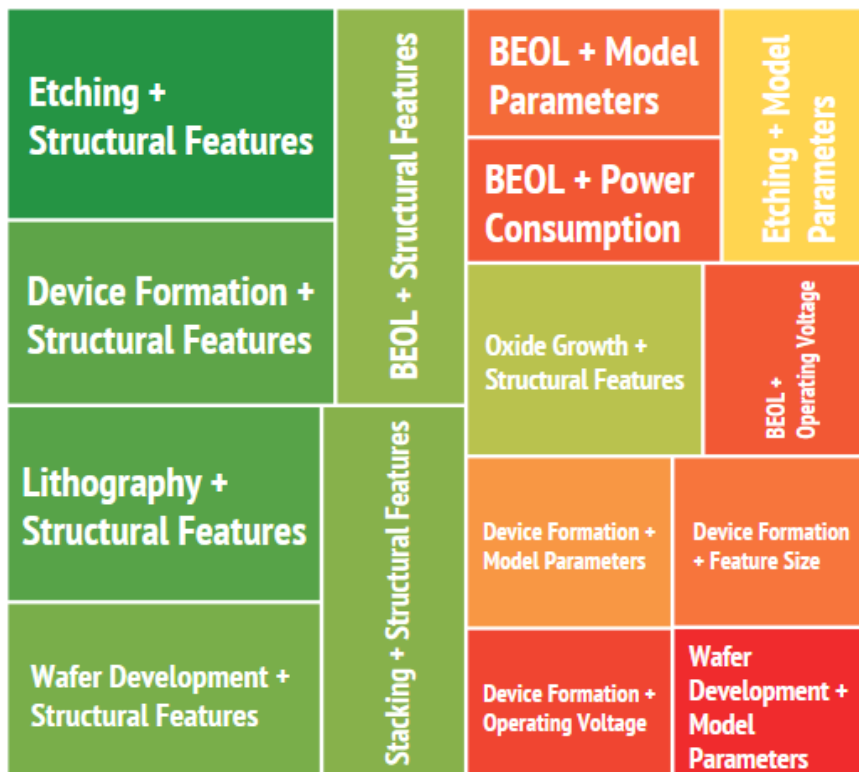 Etching +
Structural Features
Device Formation +
Structural Features
BEOL + Structural Features
Lithography +
Structural Features
Wafer Development +
Structural Features
Stacking + Structural Features
BEOL + Model
Parameters
BEOL + Power
Consumption
Etching + Model
Parameters
Oxide Growth +
Structural Features
BEOL +
Operating Voltage
Device Formation +
Model Parameters
Device Formation
+ Feature Size
Device Formation +
Operating Voltage
Wafer
Development +
Model
Parameters